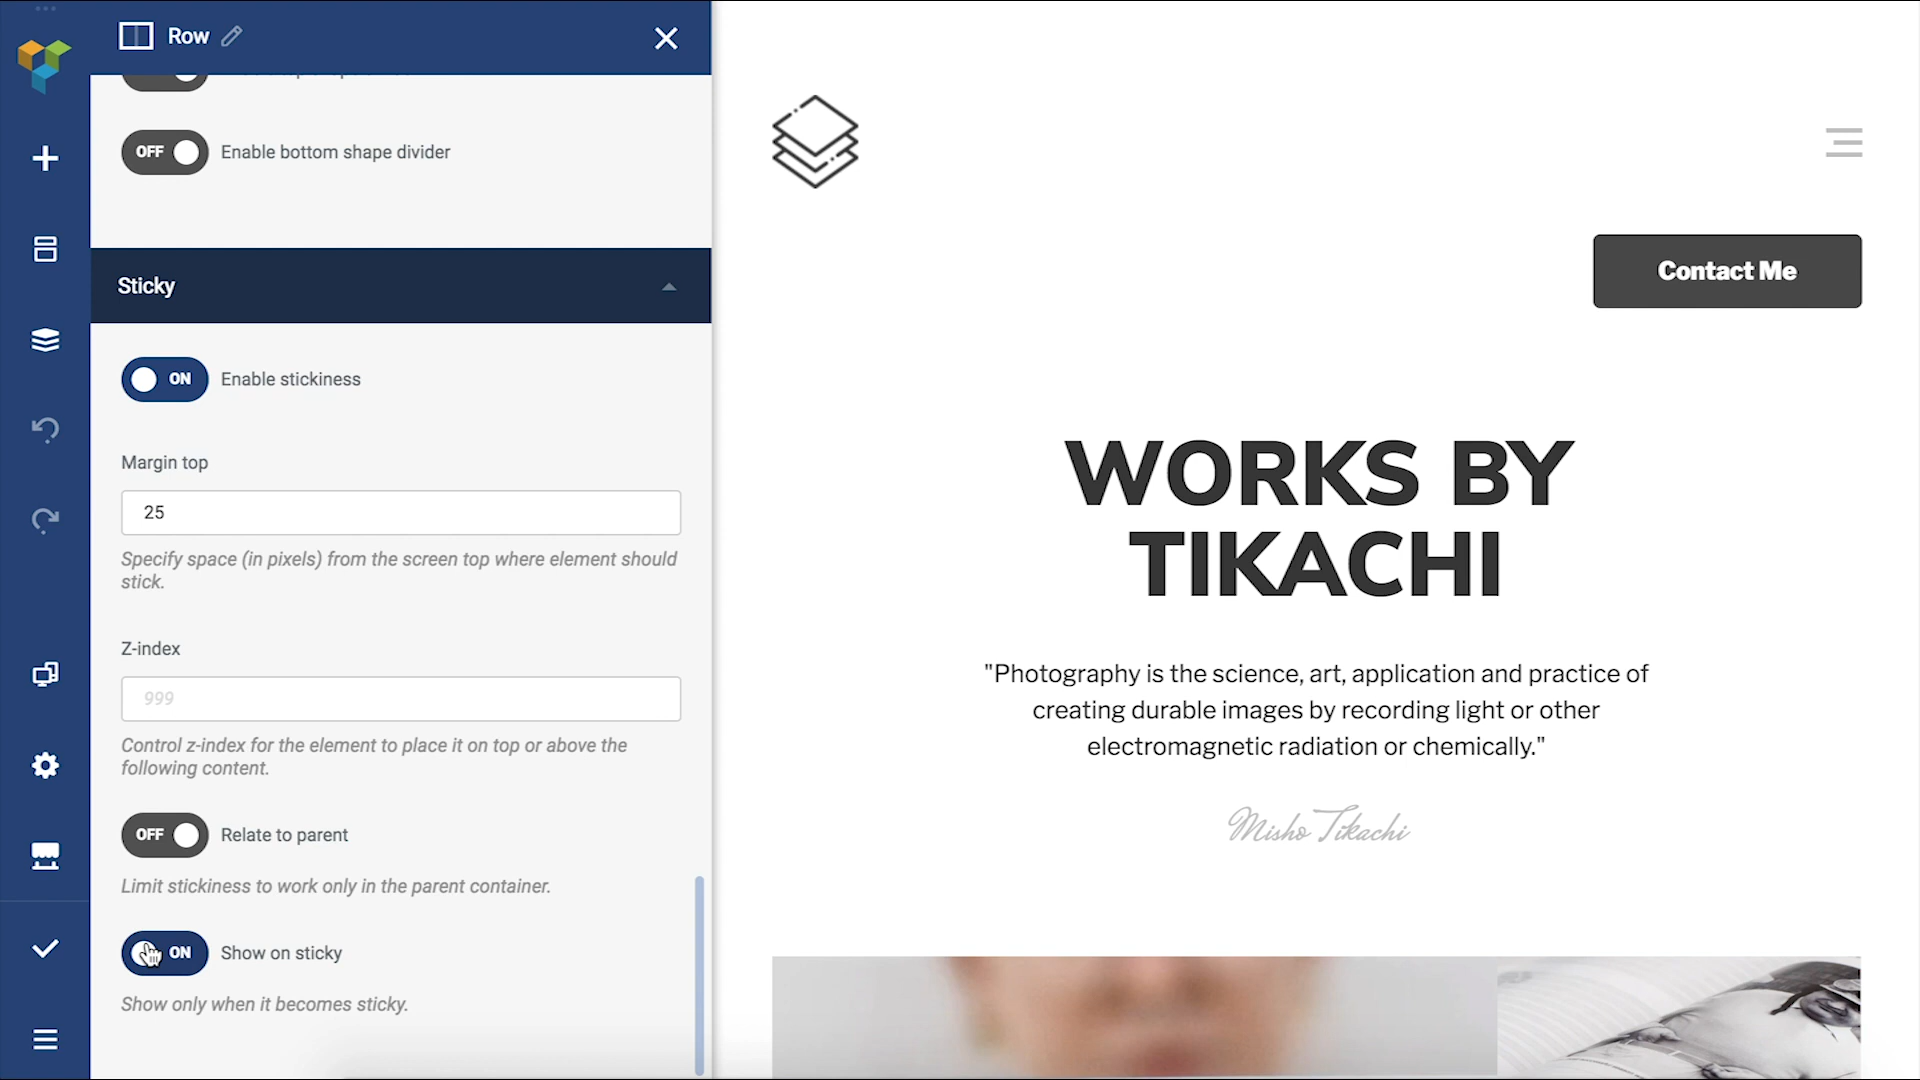 Row
OFF Enable bottom shape divider
Sticky
ON Enable stickiness
Margin top
25
Specify space (in pixels) from the screen top where element should
stick.
Z-index
999
Control z-index for the element to place it on top or above the
following content.
OFF Relate to parent
Limit stickiness to work only in the parent container.
ON Show on sticky
Show only when it becomes sticky.
Contact Me
WORKS BY
TIKACHI
"Photography is the science, art, application and practice of
creating durable images by recording light or other
electromagnetic radiation or chemically."
Misho Tikachi